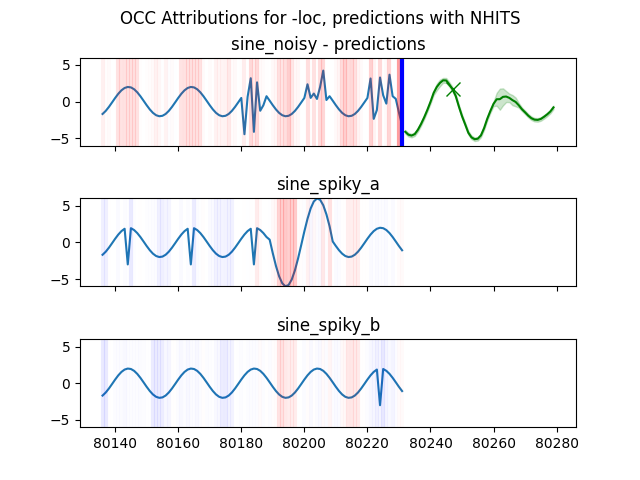 OCC Attributions for -loc, predictions with NHITS
sine_noisy - predictions
5
0
−5
sine_spiky_a
5
0
−5
sine_spiky_b
5
0
−5
80140 80160 80180 80200 80220 80240 80260 80280